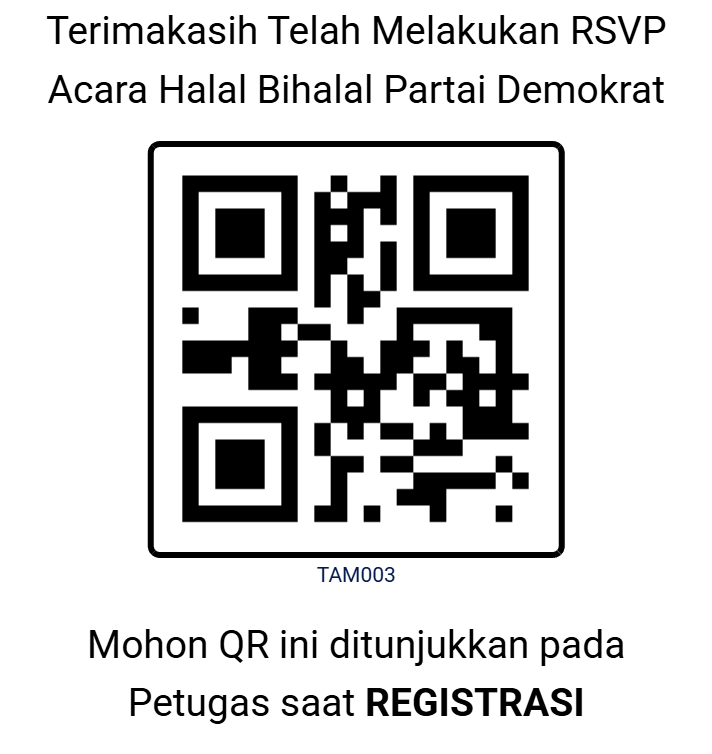 Terimakasih Telah Melakukan RSVP
Acara Halal Bihalal Partai Demokrat
TAM003
Mohon QR ini ditunjukkan pada
Petugas saat REGISTRASI